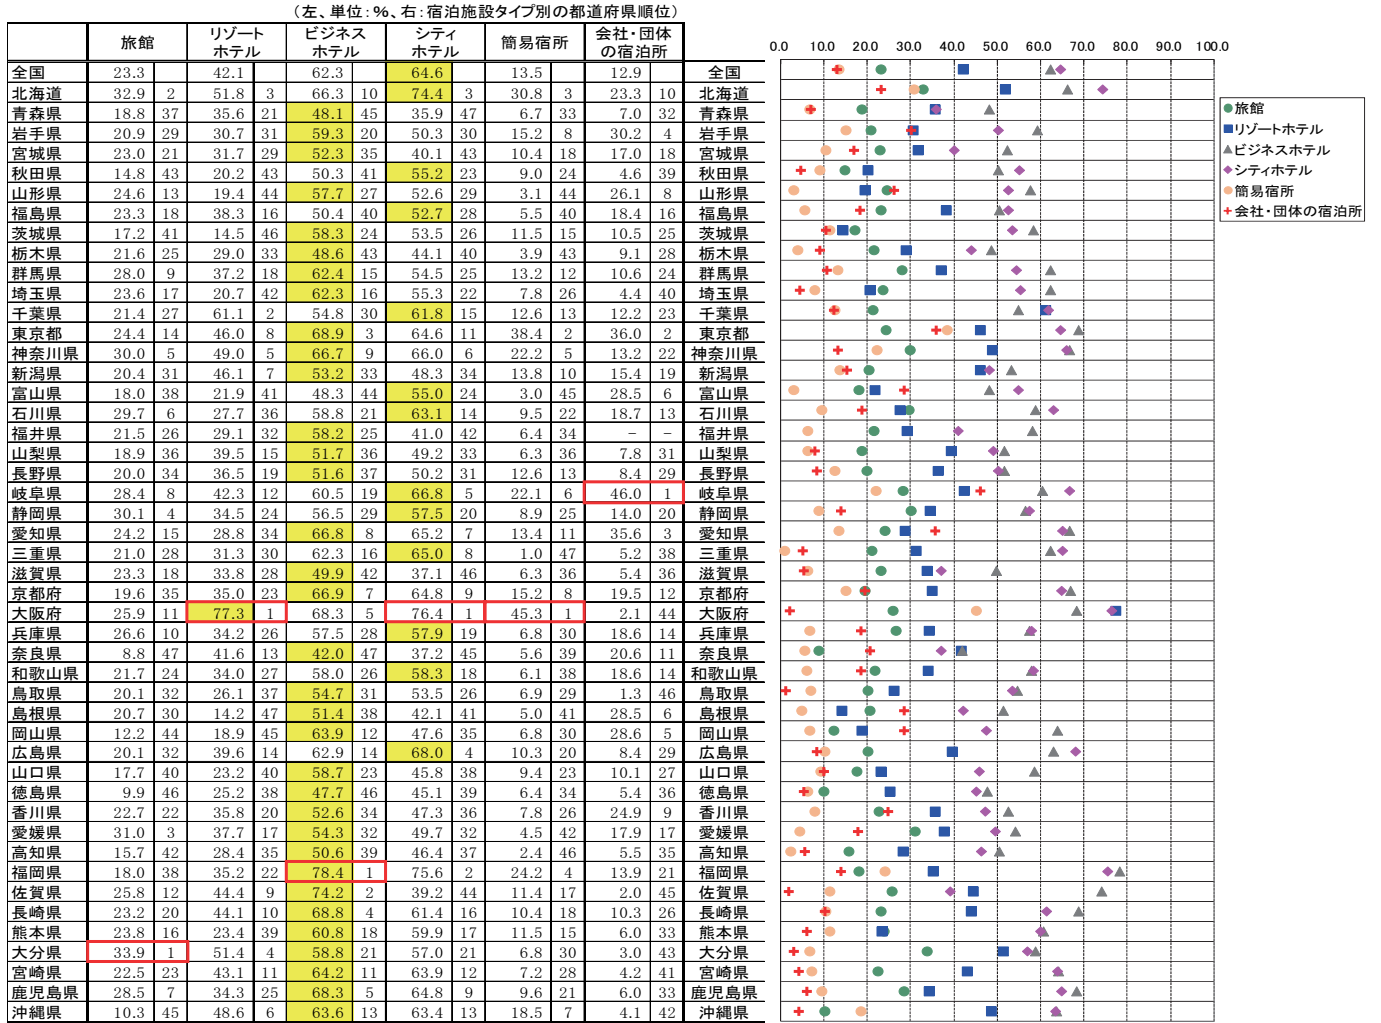 (左、単位:%、右:宿泊施設タイプ別の都道府県順位)
旅館 リゾートホテル ビジネスホテル シティホテル 簡易宿所 会社・団体の宿泊所
0.0 10.0 20.0 30.0 40.0 50.0 60.0 70.0 80.0 90.0 100.0
全国 23.3 42.1 62.3 64.6 13.5 12.9 全国
北海道 32.9 2 51.8 3 66.3 10 74.4 3 30.8 3 23.3 10 北海道
青森県 18.8 37 35.6 21 48.1 45 35.9 47 6.7 33 7.0 32 青森県
岩手県 20.9 29 30.7 31 59.3 20 50.3 30 15.2 8 30.2 4 岩手県
宮城県 23.0 21 31.7 29 52.3 35 40.1 43 10.4 18 17.0 18 宮城県
秋田県 14.8 43 20.2 43 50.3 41 55.2 23 9.0 24 4.6 39 秋田県
山形県 24.6 13 19.4 44 57.7 27 52.6 29 3.1 44 26.1 8 山形県
福島県 23.3 18 38.3 16 50.4 40 52.7 28 5.5 40 18.4 16 福島県
茨城県 17.2 41 14.5 46 58.3 24 53.5 26 11.5 15 10.5 25 茨城県
栃木県 21.6 25 29.0 33 48.6 43 44.1 40 3.9 43 9.1 28 栃木県
群馬県 28.0 9 37.2 18 62.4 15 54.5 25 13.2 12 10.6 24 群馬県
埼玉県 23.6 17 20.7 42 62.3 16 55.3 22 7.8 26 4.4 40 埼玉県
千葉県 21.4 27 61.1 2 54.8 30 61.8 15 12.6 13 12.2 23 千葉県
東京都 24.4 14 46.0 8 68.9 3 64.6 11 38.4 2 36.0 2 東京都
神奈川県 30.0 5 49.0 5 66.7 9 66.0 6 22.2 5 13.2 22 神奈川県
新潟県 20.4 31 46.1 7 53.2 33 48.3 34 13.8 10 15.4 19 新潟県
富山県 18.0 38 21.9 41 48.3 44 55.0 24 3.0 45 28.5 6 富山県
石川県 29.7 6 27.7 36 58.8 21 63.1 14 9.5 22 18.7 13 石川県
福井県 21.5 26 29.1 32 58.2 25 41.0 42 6.4 34 － － 福井県
山梨県 18.9 36 39.5 15 51.7 36 49.2 33 6.3 36 7.8 31 山梨県
長野県 20.0 34 36.5 19 51.6 37 50.2 31 12.6 13 8.4 29 長野県
岐阜県 28.4 8 42.3 12 60.5 19 66.8 5 22.1 6 46.0 1 岐阜県
静岡県 30.1 4 34.5 24 56.5 29 57.5 20 8.9 25 14.0 20 静岡県
愛知県 24.2 15 28.8 34 66.8 8 65.2 7 13.4 11 35.6 3 愛知県
三重県 21.0 28 31.3 30 62.3 16 65.0 8 1.0 47 5.2 38 三重県
滋賀県 23.3 18 33.8 28 49.9 42 37.1 46 6.3 36 5.4 36 滋賀県
京都府 19.6 35 35.0 23 66.9 7 64.8 9 15.2 8 19.5 12 京都府
大阪府 25.9 11 77.3 1 68.3 5 76.4 1 45.3 1 2.1 44 大阪府
兵庫県 26.6 10 34.2 26 57.5 28 57.9 19 6.8 30 18.6 14 兵庫県
奈良県 8.8 47 41.6 13 42.0 47 37.2 45 5.6 39 20.6 11 奈良県
和歌山県 21.7 24 34.0 27 58.0 26 58.3 18 6.1 38 18.6 14 和歌山県
鳥取県 20.1 32 26.1 37 54.7 31 53.5 26 6.9 29 1.3 46 鳥取県
島根県 20.7 30 14.2 47 51.4 38 42.1 41 5.0 41 28.5 6 島根県
岡山県 12.2 44 18.9 45 63.9 12 47.6 35 6.8 30 28.6 5 岡山県
広島県 20.1 32 39.6 14 62.9 14 68.0 4 10.3 20 8.4 29 広島県
山口県 17.7 40 23.2 40 58.7 23 45.8 38 9.4 23 10.1 27 山口県
徳島県 9.9 46 25.2 38 47.7 46 45.1 39 6.4 34 5.4 36 徳島県
香川県 22.7 22 35.8 20 52.6 34 47.3 36 7.8 26 24.9 9 香川県
愛媛県 31.0 3 37.7 17 54.3 32 49.7 32 4.5 42 17.9 17 愛媛県
高知県 15.7 42 28.4 35 50.6 39 46.4 37 2.4 46 5.5 35 高知県
福岡県 18.0 38 35.2 22 78.4 1 75.6 2 24.2 4 13.9 21 福岡県
佐賀県 25.8 12 44.4 9 74.2 2 39.2 44 11.4 17 2.0 45 佐賀県
長崎県 23.2 20 44.1 10 68.8 4 61.4 16 10.4 18 10.3 26 長崎県
熊本県 23.8 16 23.4 39 60.8 18 59.9 17 11.5 15 6.0 33 熊本県
大分県 33.9 1 51.4 4 58.8 21 57.0 21 6.8 30 3.0 43 大分県
宮崎県 22.5 23 43.1 11 64.2 11 63.9 12 7.2 28 4.2 41 宮崎県
鹿児島県 28.5 7 34.3 25 68.3 5 64.8 9 9.6 21 6.0 33 鹿児島県
沖縄県 10.3 45 48.6 6 63.6 13 63.4 13 18.5 7 4.1 42 沖縄県
旅館
リゾートホテル
ビジネスホテル
シティホテル
簡易宿所
会社・団体の宿泊所